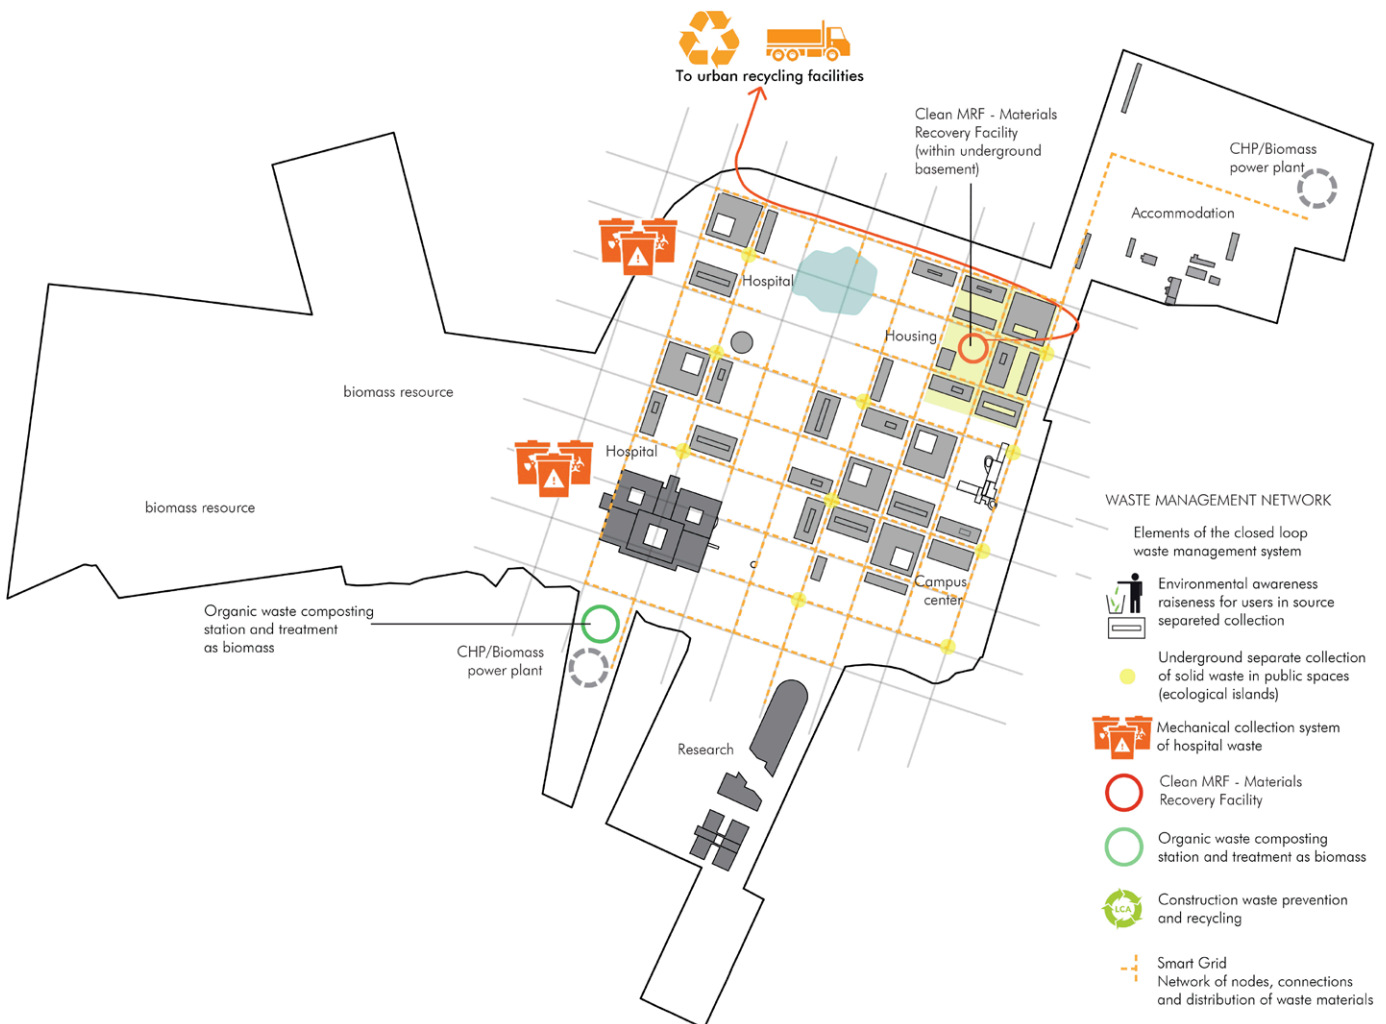 To urban recycling facilities
Clean MRF - Materials
Recovery Facility
(within underground
basement)
CHP/Biomass
power plant
Accommodation
Hospital
Housing
biomass resource
Hospital
biomass resource
Campus
center
Organic waste composting
station and treatment
as biomass
CHP/Biomass
power plant
Research
WASTE MANAGEMENT NETWORK
Elements of the closed loop
waste management system
Environmental awareness
raiseness for users in source
separeted collection
Underground separate collection
of solid waste in public spaces
(ecological islands)
Mechanical collection system
of hospital waste
Clean MRF - Materials
Recovery Facility
Organic waste composting
station and treatment as biomass
LCA
Construction waste prevention
and recycling
Smart Grid
Network of nodes, connections
and distribution of waste materials